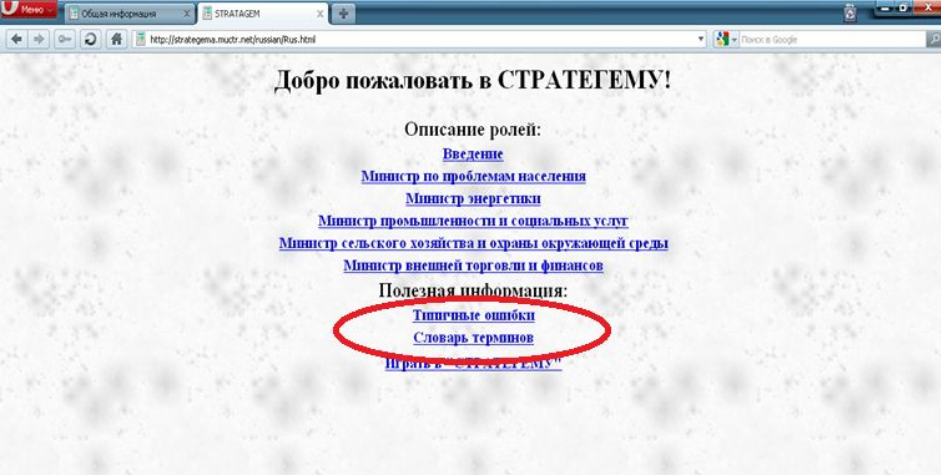 Меню
Общая информация
STRATAGEM
http://strategema.muctr.net/russian/Rus.html
Поиск в Google
Добро пожаловать в СТРАТЕГЕМУ!
Описание ролей:
Введение
Министр по проблемам населения
Министр энергетики
Министр промышленности и социальных услуг
Министр сельского хозяйства и охраны окружающей среды
Министр внешней торговли и финансов
Полезная информация:
Типичные ошибки
Словарь терминов
Играть в "СТРАТЕГЕМУ"